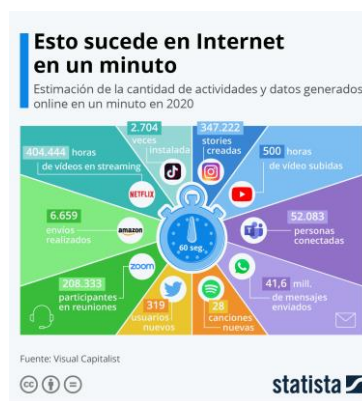 Esto sucede en Internet
en un minuto
Estimación de la cantidad de actividades y datos generados
online en un minuto en 2020
2.704
veces
instalada
347.222
stories
creadas
404.444 horas
de vídeos en streaming
NETFLIX
500 horas
de vídeo subidas
6.659
envíos
realizados
amazon
52.083
personas
conectadas
60 seg.
208.333
participantes
en reuniones
zoom
319
usuarios
nuevos
28
canciones
nuevas
41,6 mill.
de mensajes
enviados
Fuente: Visual Capitalist
cc
statista